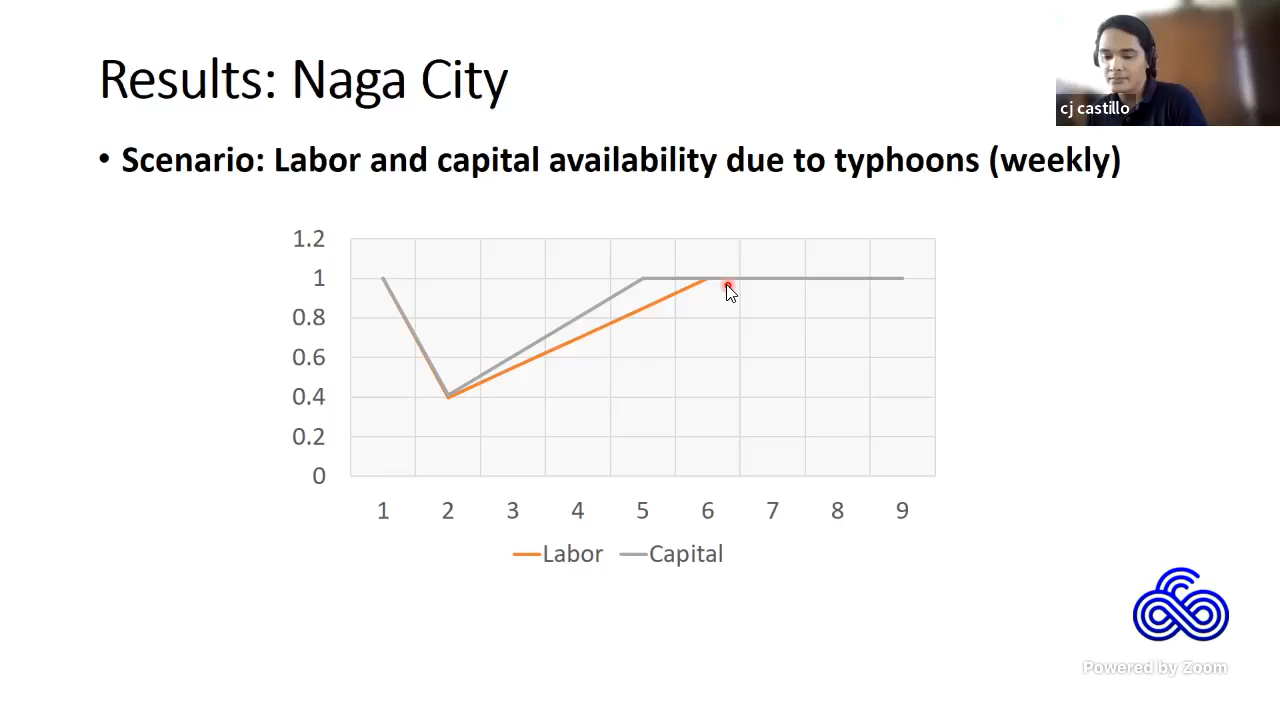 Results: Naga City
cj castillo
• Scenario: Labor and capital availability due to typhoons (weekly)
1.2
1
0.8
0.6
0.4
0.2
0
1 2 3 4 5 6 7 8 9
Labor Capital
Powered by Zoom